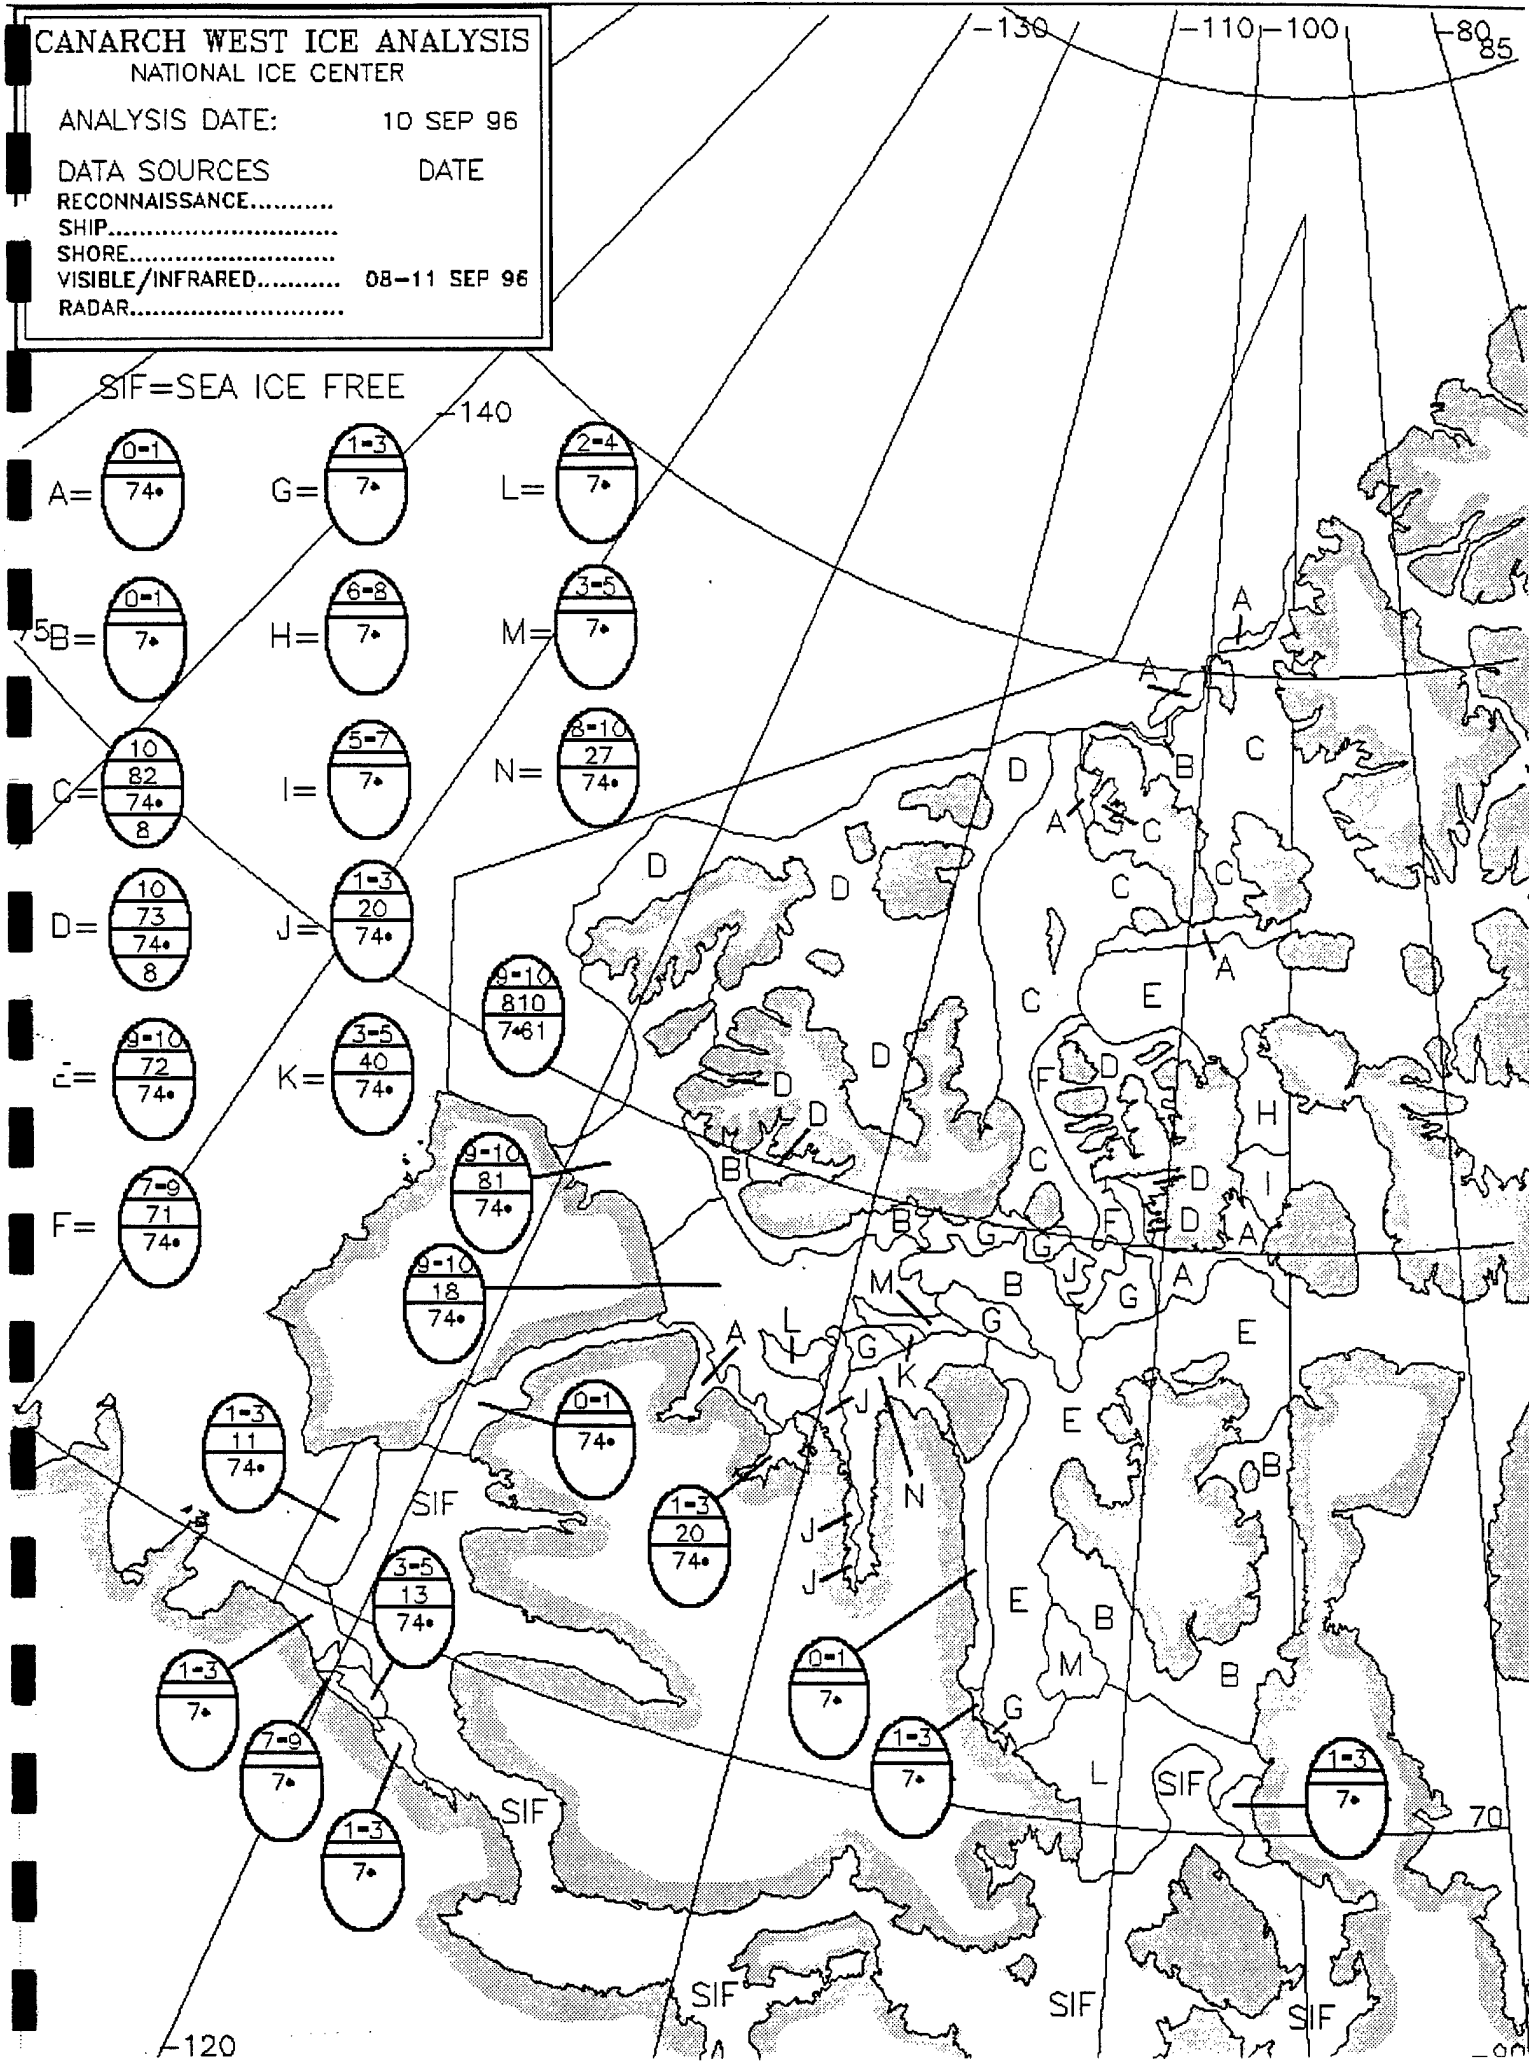 CANARCH WEST ICE ANALYSIS
NATIONAL ICE CENTER
ANALYSIS DATE: 10 SEP 96
DATA SOURCES DATE
RECONNAISSANCE...........
SHIP.............................
SHORE..........................
VISIBLE/INFRARED........... 08-11 SEP 96
RADAR...........................
-130 -110 -100 -80
85
SIF=SEA ICE FREE
-140
A= 0-1 74•
G= 1-3 7•
L= 2-4 7•
75
B= 0-1 7•
H= 6-8 7•
M= 3-5 7•
C= 10 82 74• 8
I= 5-7 7•
N= 8-10 27 74•
D= 10 73 74• 8
J= 1-3 20 74•
9-10 810 7•61
= 9-10 72 74•
K= 3-5 40 74•
F= 7-9 71 74•
9-10 81 74•
9-10 18 74•
A
A
C
B
D
A
C
D
D
C
C
A
E
C
D
F
D
D
H
D
B
C
D
I
B
G
G
F
D
A
M
B
J
G
A
G
E
A
L
G
K
J
E
B
N
J
J
E
B
M
B
G
L
0-1 74•
1-3 11 74•
SIF
1-3 20 74•
3-5 13 74•
1-3 7•
0-1 7•
7-9 7•
1-3 7•
1-3 7•
SIF
1-3 7•
SIF
70
SIF
SIF
SIF
-120
-90